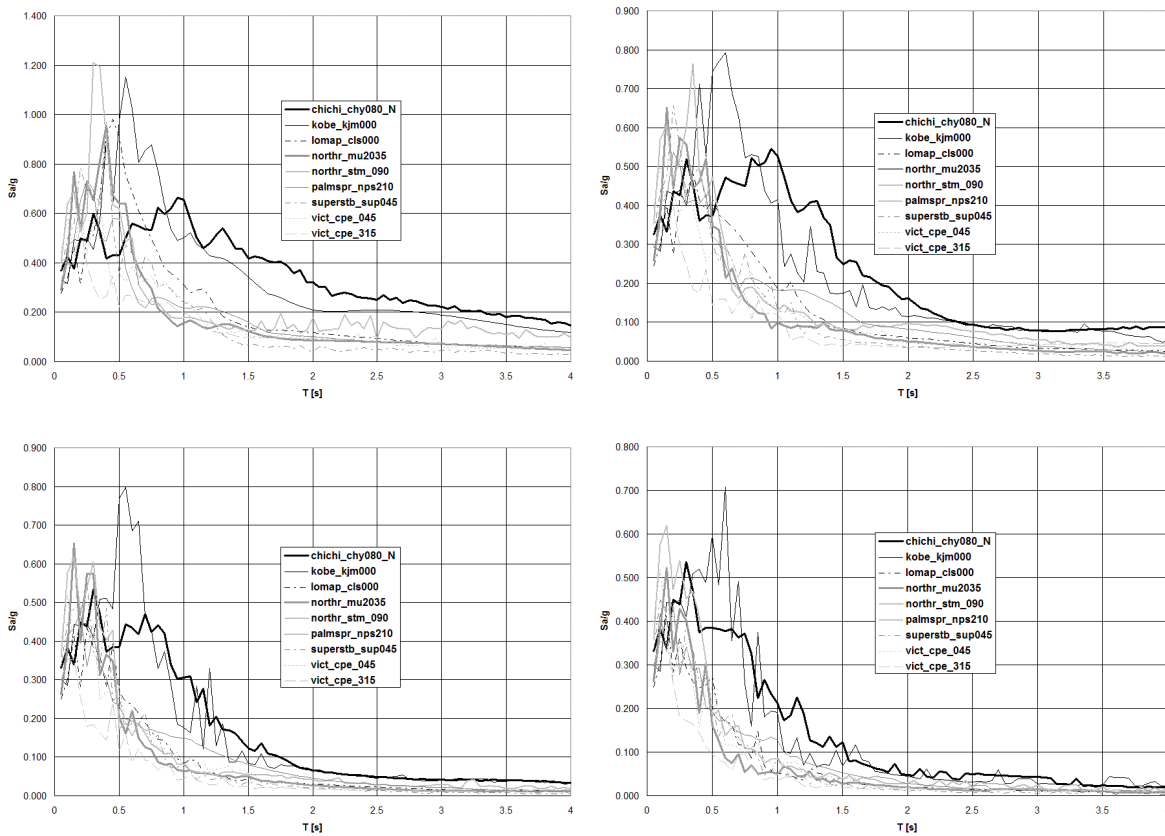 1.400
1.200
1.000
0.800
0.600
0.400
0.200
0.000
Sa/g
0 0.5 1 1.5 2 2.5 3 3.5 4
T [s]
chichi_chy080_N
kobe_kjm000
lomap_cls000
northr_mu2035
northr_stm_090
palmspr_nps210
superstb_sup045
vict_cpe_045
vict_cpe_315
0.900
0.800
0.700
0.600
0.500
0.400
0.300
0.200
0.100
0.000
Sa/g
0 0.5 1 1.5 2 2.5 3 3.5
T [s]
chichi_chy080_N
kobe_kjm000
lomap_cls000
northr_mu2035
northr_stm_090
palmspr_nps210
superstb_sup045
vict_cpe_045
vict_cpe_315
0.900
0.800
0.700
0.600
0.500
0.400
0.300
0.200
0.100
0.000
Sa/g
0 0.5 1 1.5 2 2.5 3 3.5 4
T [s]
chichi_chy080_N
kobe_kjm000
lomap_cls000
northr_mu2035
northr_stm_090
palmspr_nps210
superstb_sup045
vict_cpe_045
vict_cpe_315
0.800
0.700
0.600
0.500
0.400
0.300
0.200
0.100
0.000
Sa/g
0 0.5 1 1.5 2 2.5 3 3.5 4
T [s]
chichi_chy080_N
kobe_kjm000
lomap_cls000
northr_mu2035
northr_stm_090
palmspr_nps210
superstb_sup045
vict_cpe_045
vict_cpe_315